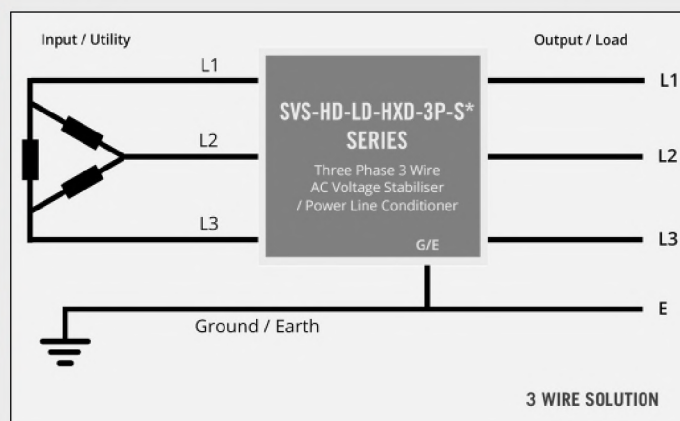 Input / Utility
Output / Load
L1
L1
SVS-HD-LD-HXD-3P-S*
SERIES
L2
L2
Three Phase 3 Wire
AC Voltage Stabiliser
/ Power Line Conditioner
L3
L3
G/E
E
Ground / Earth
3 WIRE SOLUTION